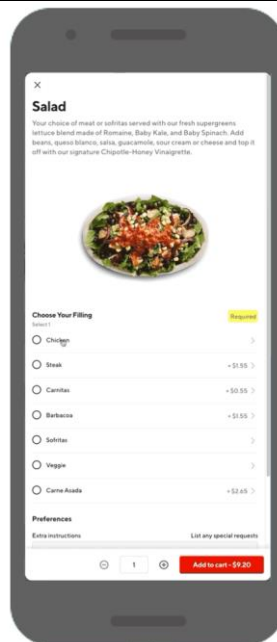 Salad
Your choice of meat or sofritas served with our fresh supergreens
lettuce blend made of Romaine, Baby Kale, and Baby Spinach. Add
beans, queso blanco, salsa, guacamole, sour cream or cheese and top it
off with our signature Chipotle-Honey Vinaigrette.
Choose Your Filling Required
Select 1
Chicken
Steak +$1.55
Carnitas +$0.55
Barbacoa +$1.55
Sofritas
Veggie
Carne Asada +$2.65
Preferences
Extra instructions List any special requests
1 Add to cart - $9.20